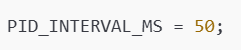 PID_INTERVAL_MS = 50;